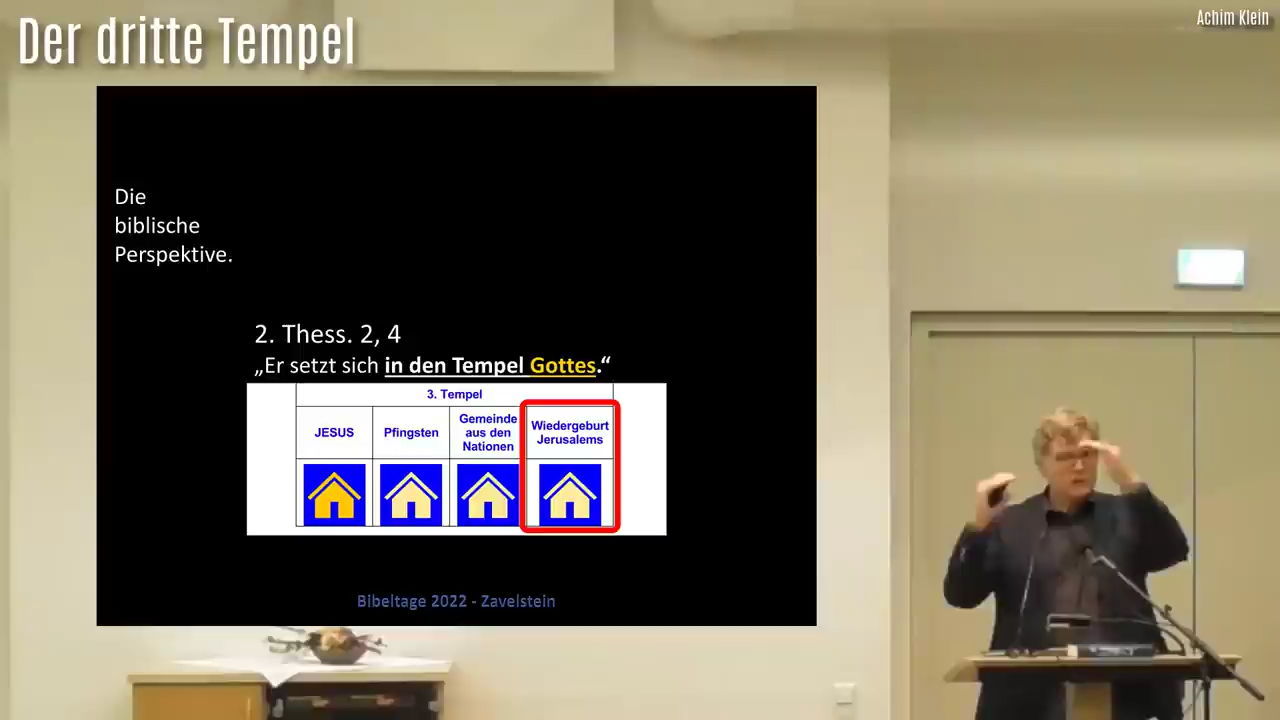 Der dritte Tempel
Achim Klein
Die
biblische
Perspektive.
2. Thess. 2, 4
„Er setzt sich in den Tempel Gottes.“
3. Tempel
JESUS
Pfingsten
Gemeinde
aus den
Nationen
Wiedergeburt
Jerusalems
Bibeltage 2022 - Zavelstein